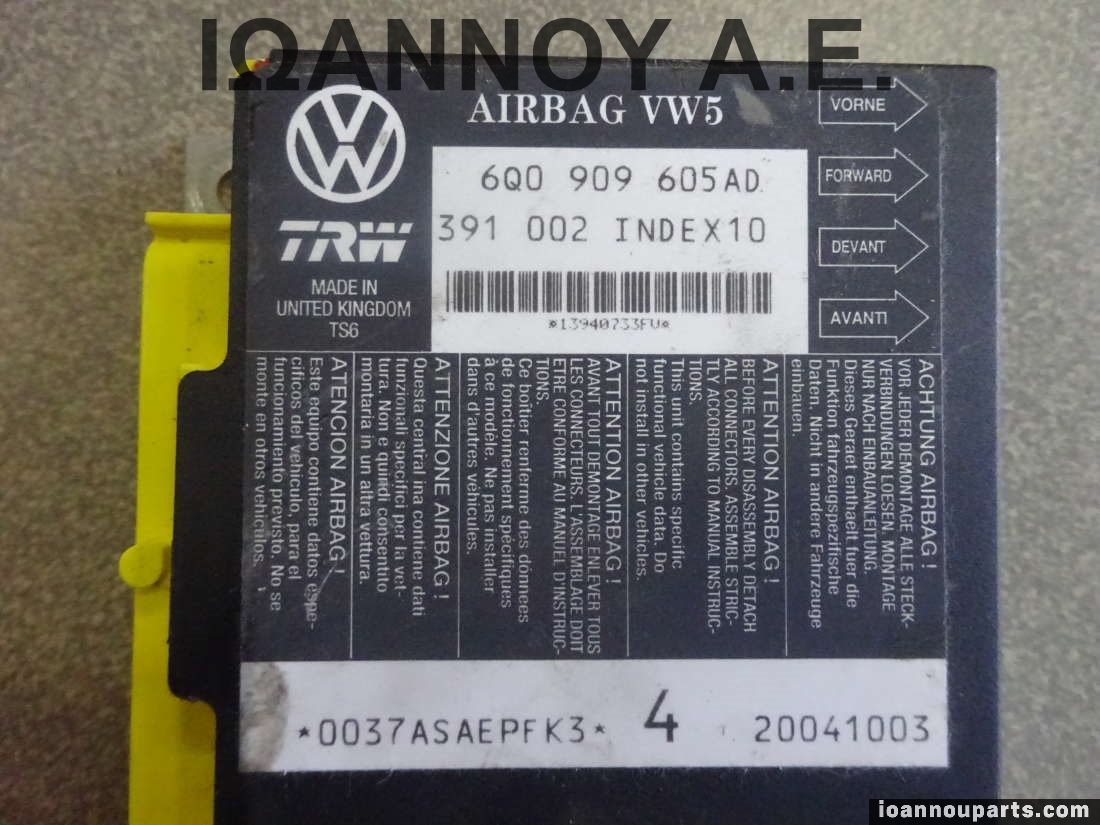 ΙΩΑΝΝΟΥ Α.Ε.
AIRBAG VW5
6Q0 909 605AD
391 002 INDEX10
*13940733FU*
TRW
MADE IN
UNITED KINGDOM
TS6
VORNE
FORWARD
DEVANT
AVANTI
ACHTUNG AIRBAG !
VOR JEDER DEMONTAGE ALLE STECK-
VERBINDUNGEN LOESEN. MONTAGE
NUR NACH EINBAUANLEITUNG.
Dieses Geraet enthaelt fuer die
Funktion fahrzeugspezifische
Daten. Nicht in andere Fahrzeuge
einbauen.
ATTENTION AIRBAG !
BEFORE EVERY DISASSEMBLY DETACH
ALL CONNECTORS. ASSEMBLE STRIC-
TLY ACCORDING TO MANUAL INSTRUC-
TIONS.
This unit contains specific
functional vehicle data. Do
not install in other vehicles.
ATTENTION AIRBAG !
AVANT TOUT DEMONTAGE ENLEVER TOUS
LES CONNECTEURS. L'ASSEMBLAGE DOIT
ETRE CONFORME AU MANUEL D'INSTRUC-
TIONS.
Ce boîtier renferme des donnees
de fonctionnement spécifiques
à ce modèle. Ne pas installer
dans d'autres véhicules.
ATTENZIONE AIRBAG !
Questa central ina contiene dati
funzionali specifici per la vet-
tura. Non e quindi consentito
montarla in un altra vettura.
ATENCION AIRBAG !
Este equipo contiene datos espe-
cificos del vehiculo, para el
funcionamiento previsto. No se
monte en otros vehiculos.
*0037ASAEPFK3* 4 20041003
ioannouparts.com